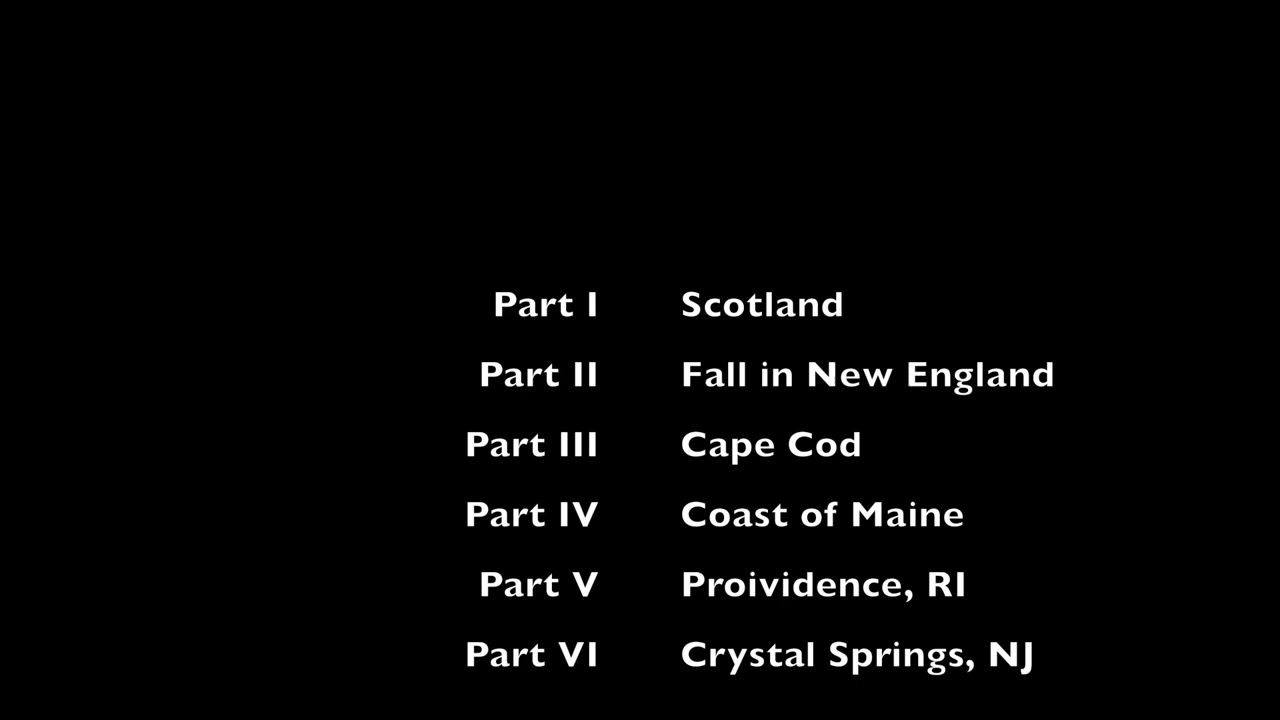 Part I Scotland
Part II Fall in New England
Part III Cape Cod
Part IV Coast of Maine
Part V Proividence, RI
Part VI Crystal Springs, NJ